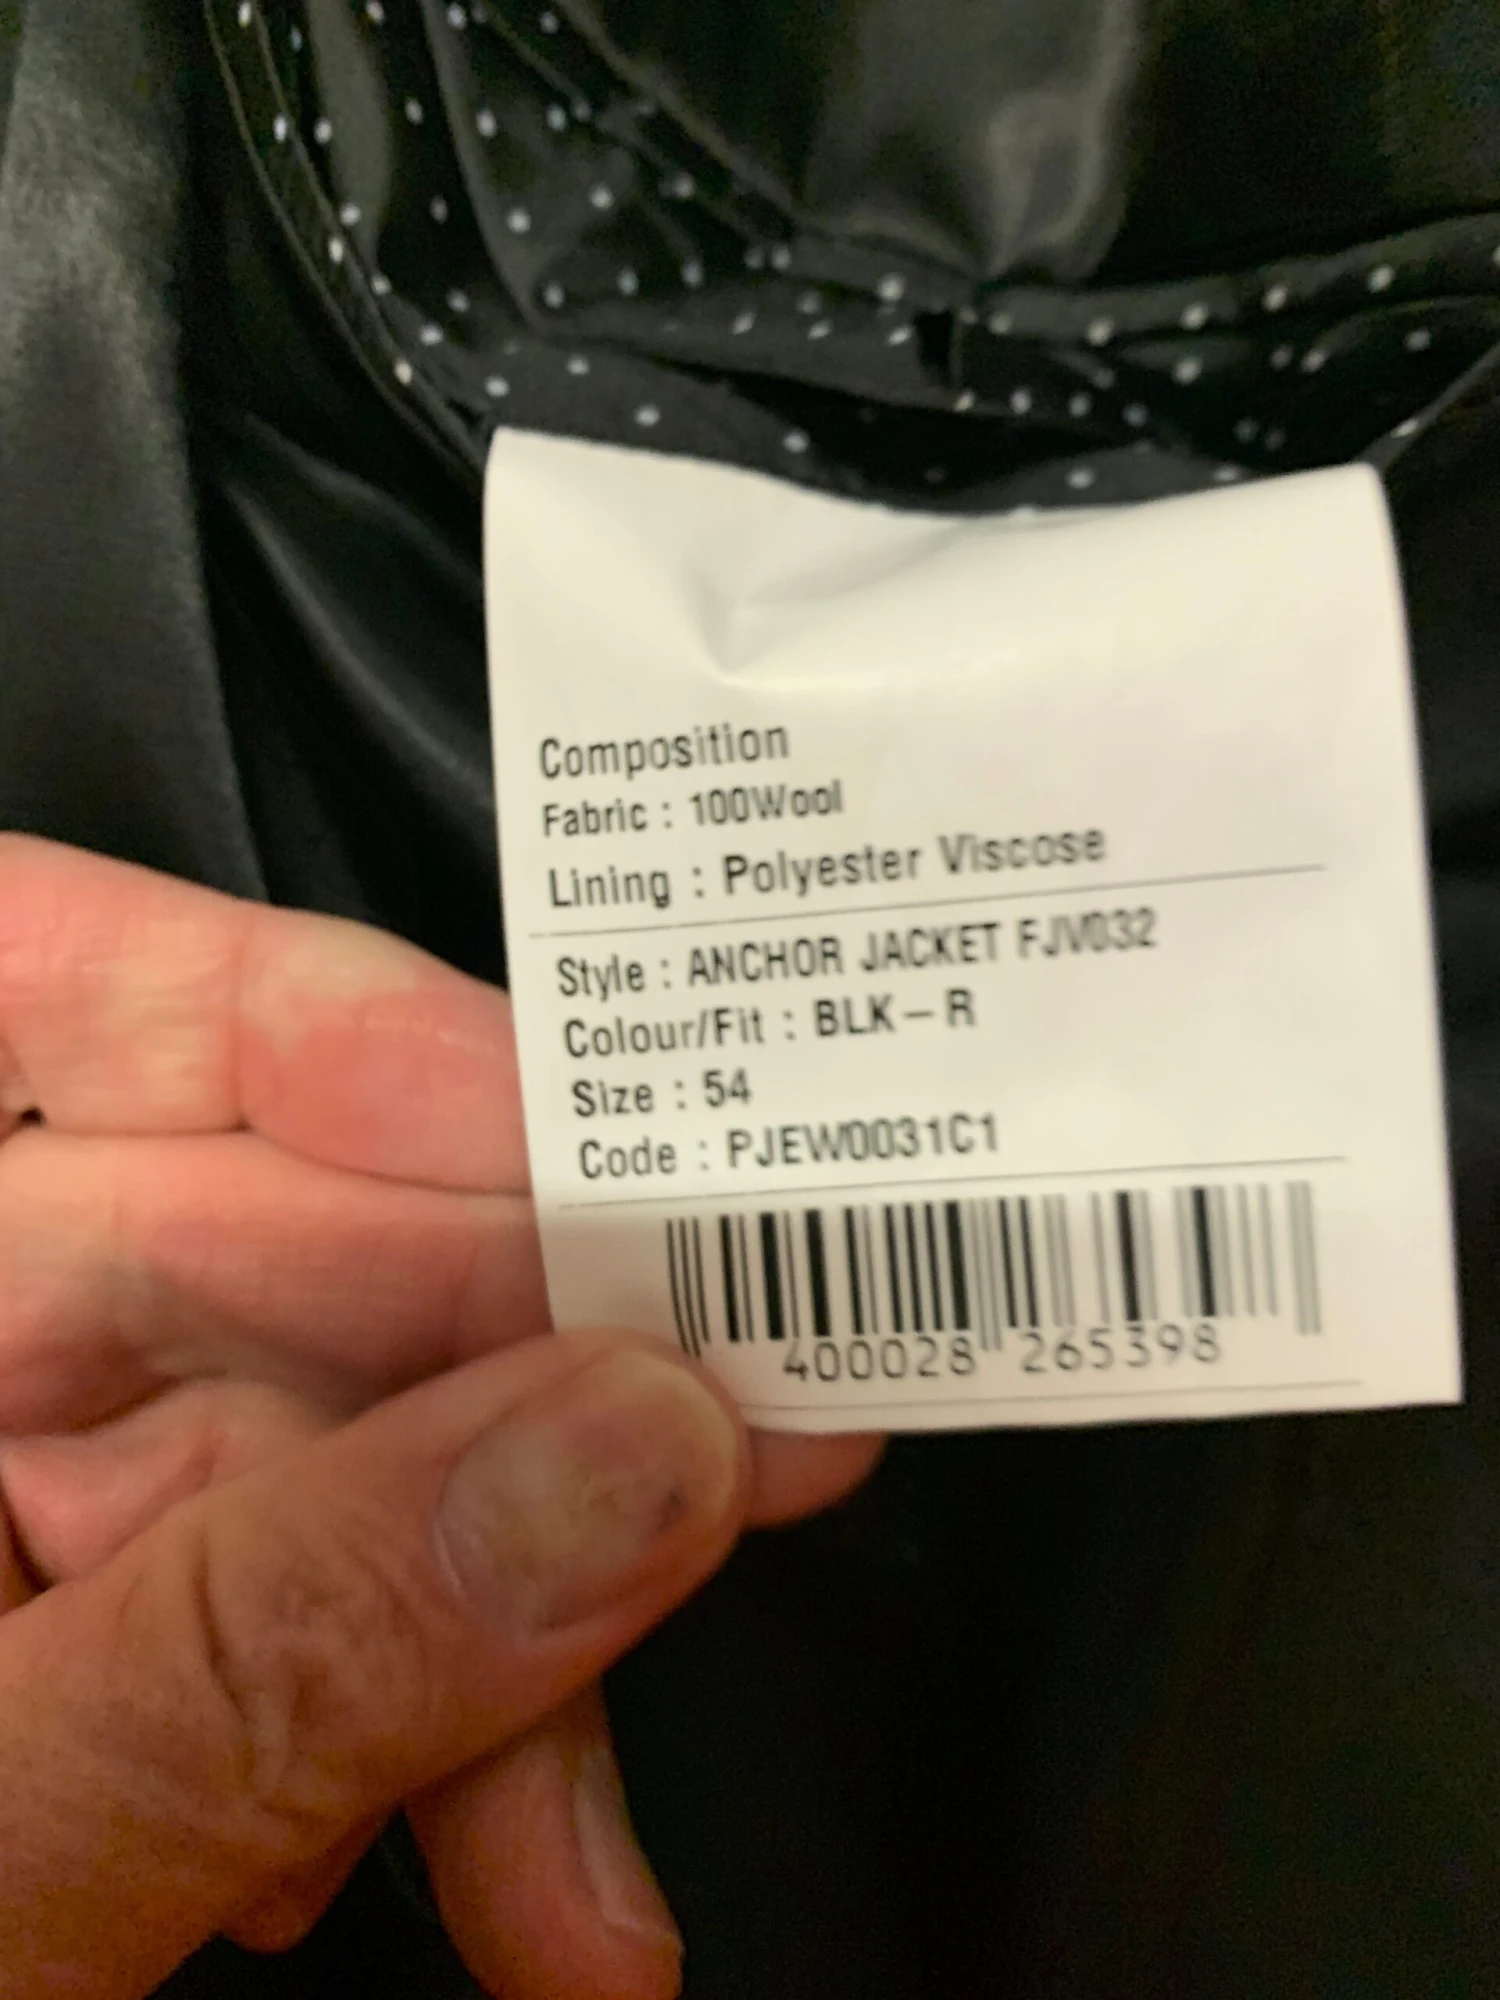 Composition
Fabric : 100Wool
Lining : Polyester Viscose
Style : ANCHOR JACKET FJV032
Colour/Fit : BLK-R
Size : 54
Code : PJEW0031C1
400028 265398